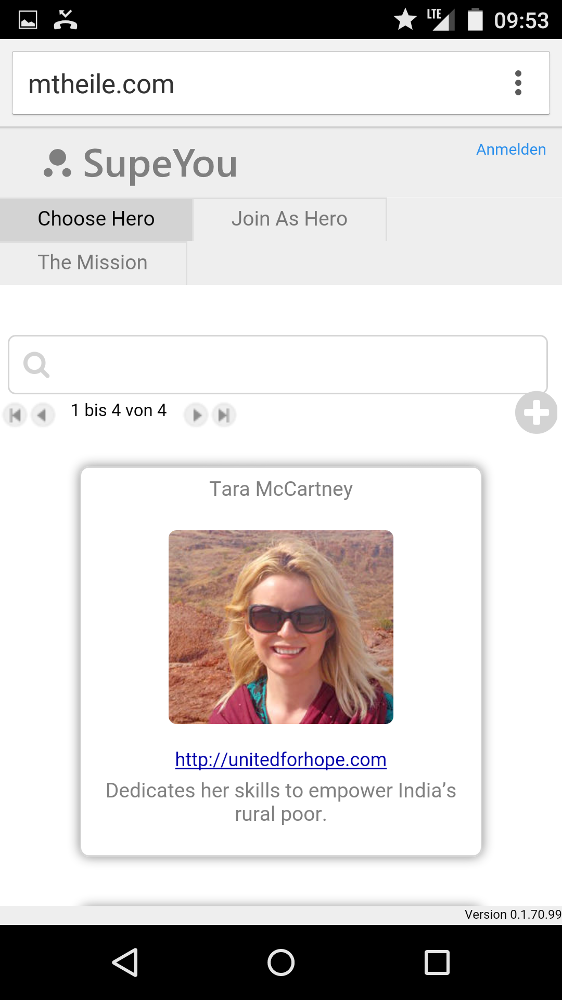 LTE 09:53
mtheile.com
SupeYou
Anmelden
Choose Hero
Join As Hero
The Mission
1 bis 4 von 4
Tara McCartney
http://unitedforhope.com
Dedicates her skills to empower India’s
rural poor.
Version 0.1.70.99